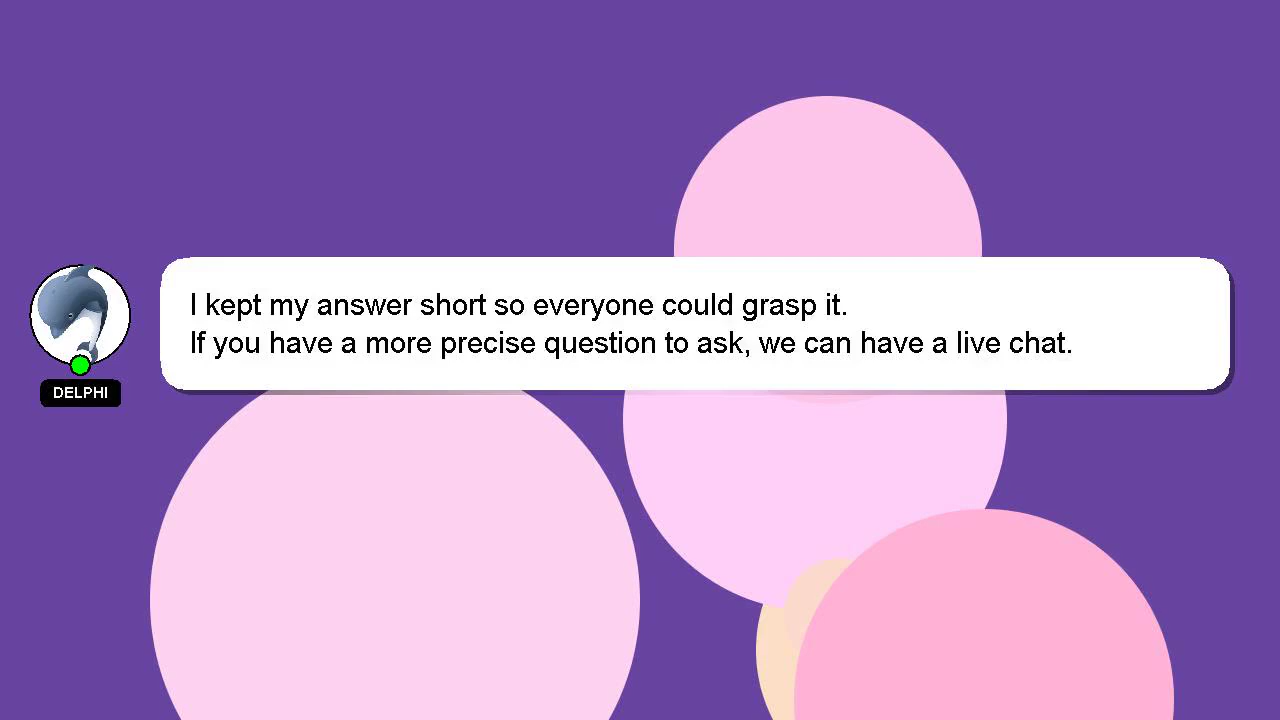 I kept my answer short so everyone could grasp it.
If you have a more precise question to ask, we can have a live chat.
DELPHI